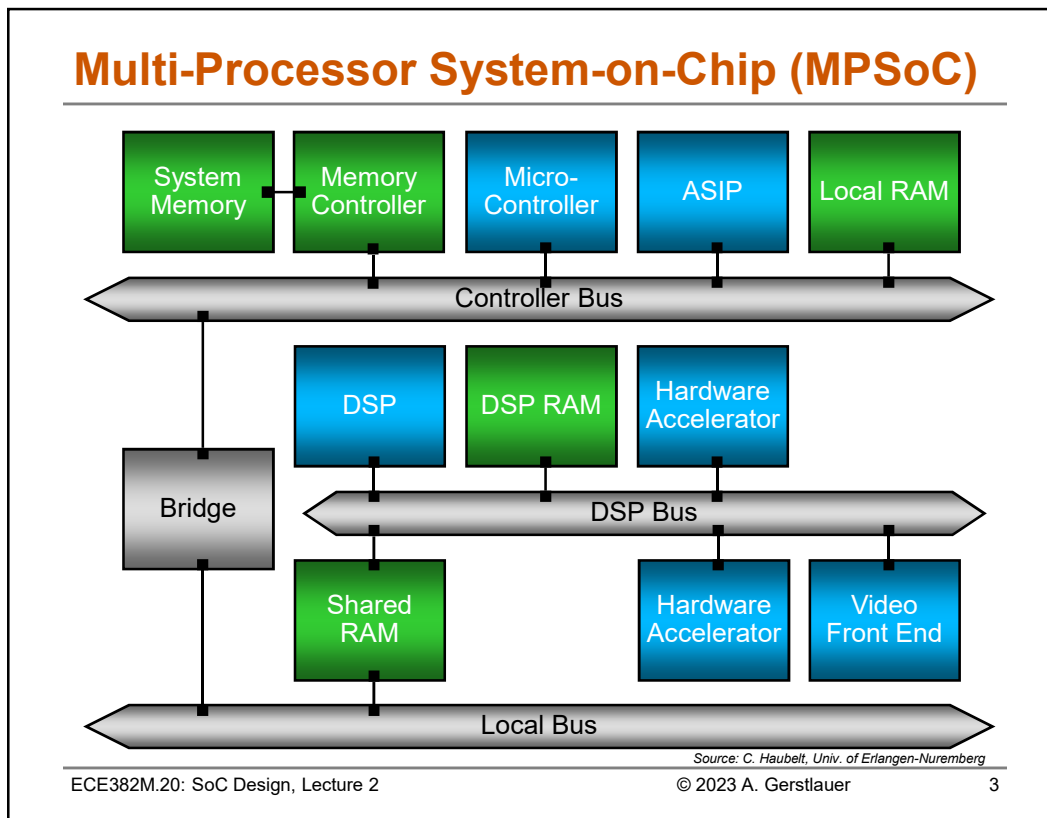 Multi-Processor System-on-Chip (MPSoC)
System
Memory
Memory
Controller
Micro-
Controller
ASIP
Local RAM
Controller Bus
DSP
DSP RAM
Hardware
Accelerator
Bridge
DSP Bus
Shared
RAM
Hardware
Accelerator
Video
Front End
Local Bus
Source: C. Haubelt, Univ. of Erlangen-Nuremberg
ECE382M.20: SoC Design, Lecture 2
© 2023 A. Gerstlauer
3